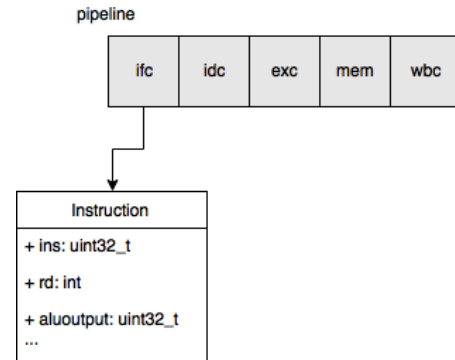 pipeline
ifc idc exc mem wbc
Instruction
+ ins: uint32_t
+ rd: int
+ aluoutput: uint32_t
...